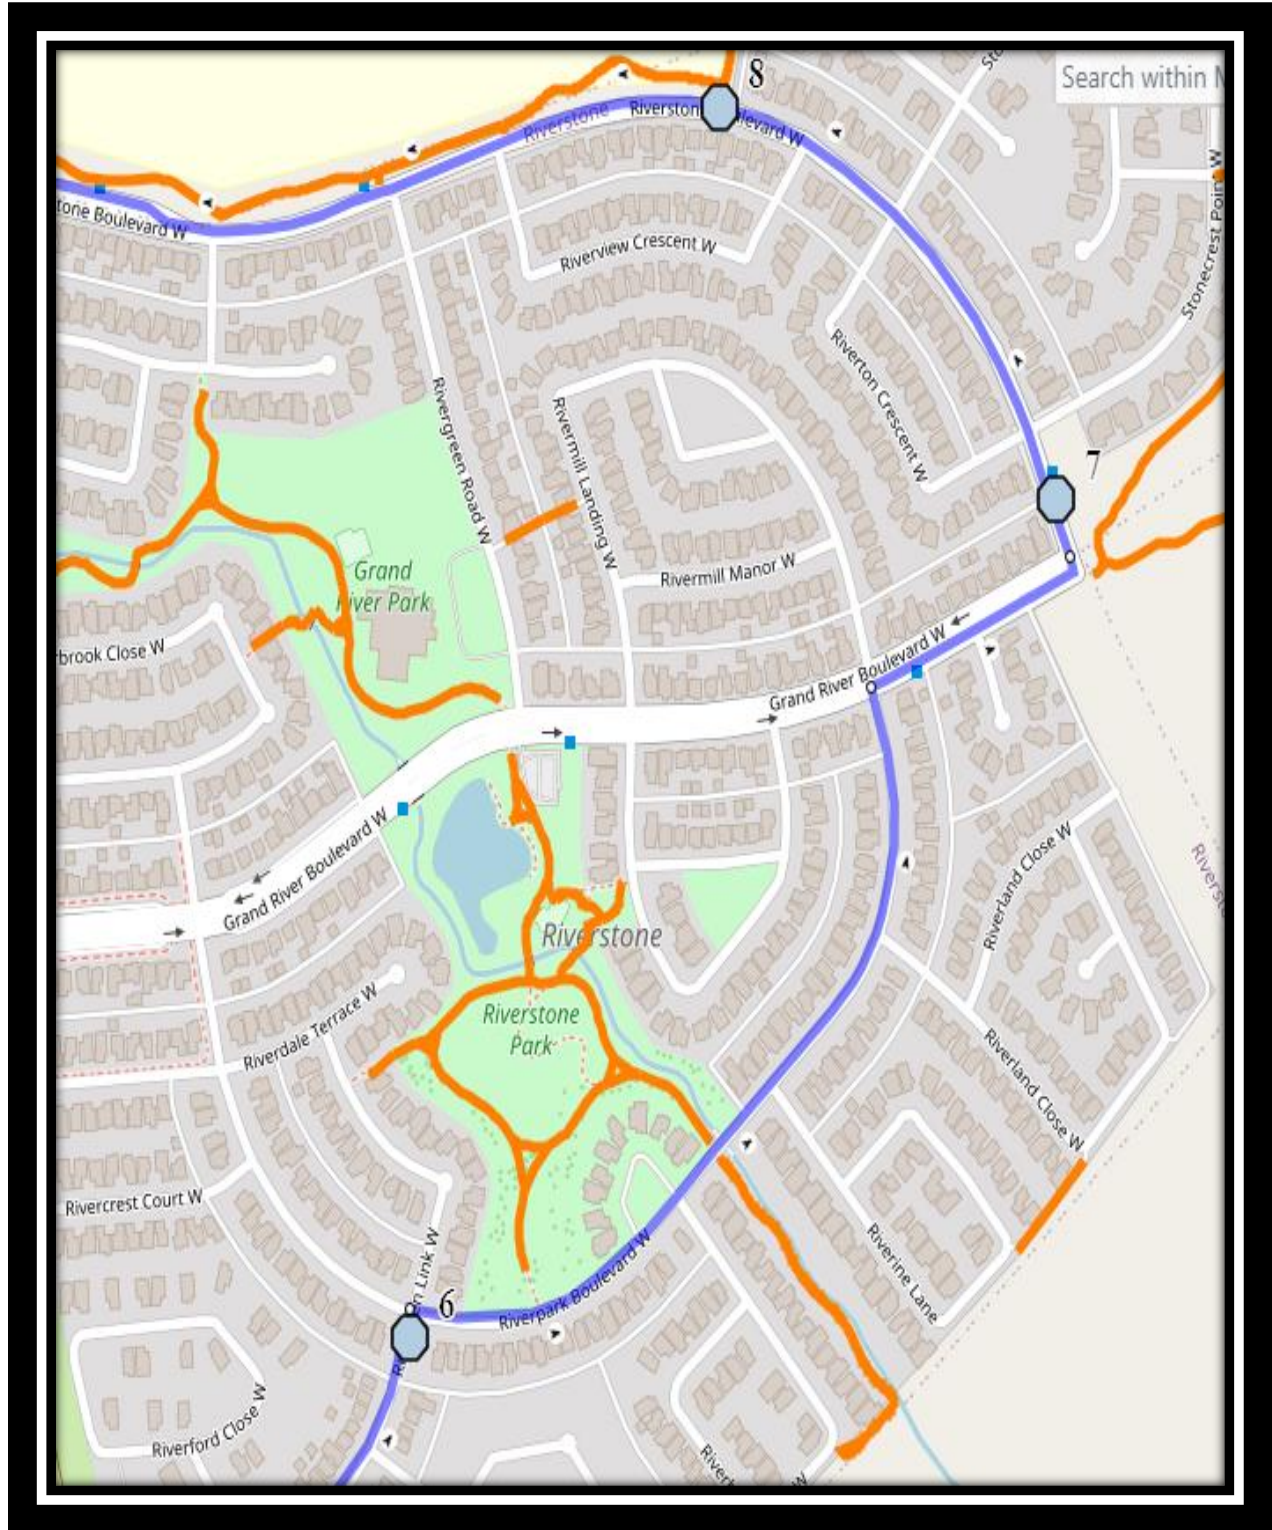 8
Search within
Riverstone
Boulevard W
tone Boulevard W
Riverview Crescent W
Stonecrest Point W
Riverton Crescent W
Rivergreen Road W
Rivermill Landing W
7
Grand
River Park
Rivermill Manor W
brook Close W
Grand River Boulevard W
Grand River Boulevard W
Riverland Close W
Riverstone
Riverstone
Park
Riverdale Terrace W
Riverland Close W
Rivercrest Court W
Link W
6
Riverpark Boulevard W
Riverine Lane
Riverford Close W
W